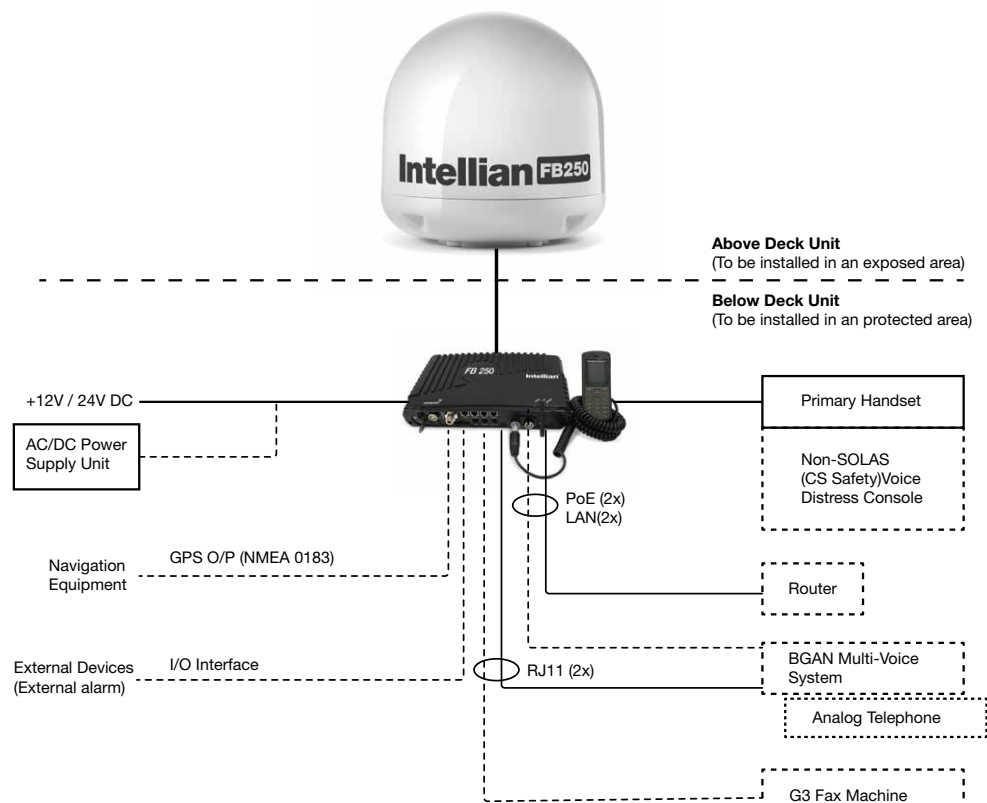 Intellian FB250
Above Deck Unit
(To be installed in an exposed area)
Below Deck Unit
(To be installed in an protected area)
FB 250
Intellian
+12V / 24V DC
Primary Handset
AC/DC Power
Supply Unit
Non-SOLAS
(CS Safety)Voice
Distress Console
PoE (2x)
LAN(2x)
GPS O/P (NMEA 0183)
Navigation
Equipment
Router
External Devices
(External alarm)
I/O Interface
RJ11 (2x)
BGAN Multi-Voice
System
Analog Telephone
G3 Fax Machine